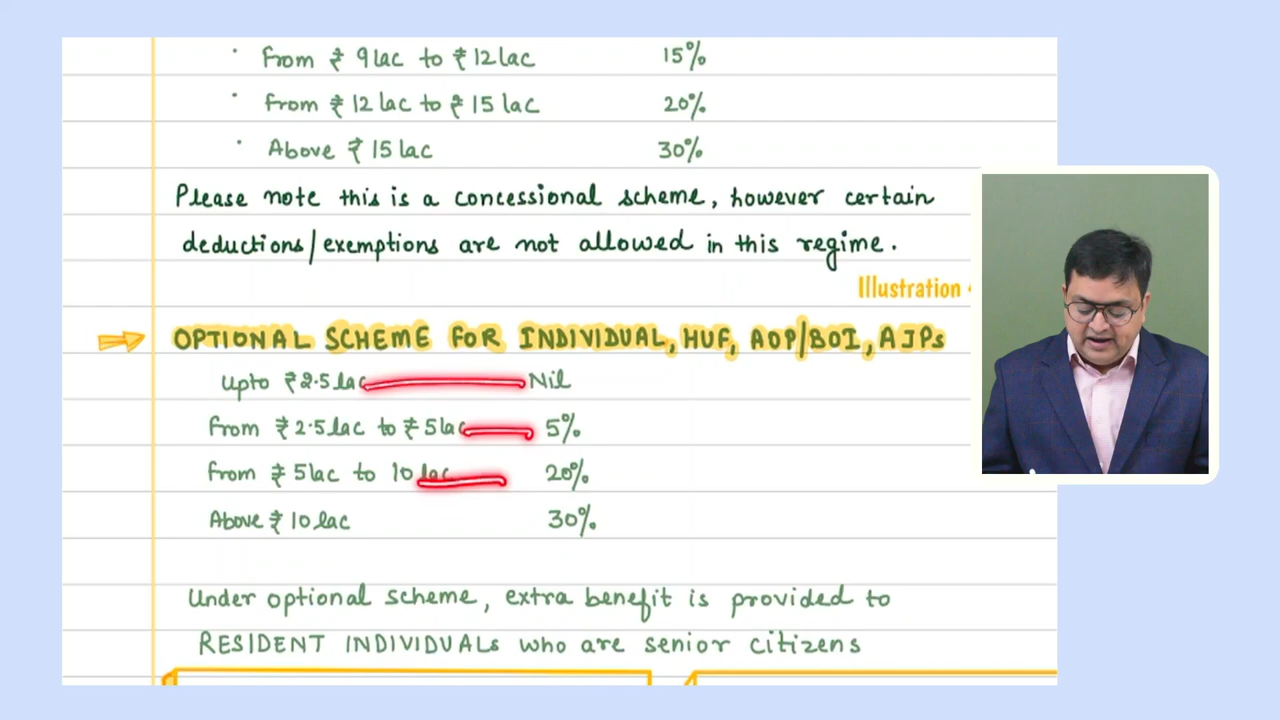 · From ₹ 9 lac to ₹ 12 lac 15%
· From ₹ 12 lac to ₹ 15 lac 20%
· Above ₹ 15 lac 30%
Please note this is a concessional scheme, however certain
deductions/exemptions are not allowed in this regime.
Illustration
OPTIONAL SCHEME FOR INDIVIDUAL, HUF, AOP/BOI, AJPs
Upto ₹ 2.5 lac Nil
From ₹ 2.5 lac to ₹ 5 lac 5%
From ₹ 5 lac to 10 lac 20%
Above ₹ 10 lac 30%
Under optional scheme, extra benefit is provided to
RESIDENT INDIVIDUALs who are senior citizens